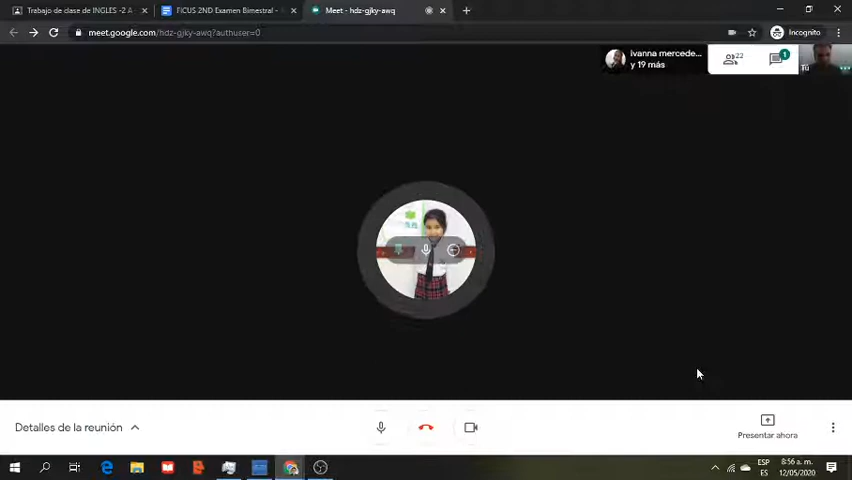 Trabajo de clase de INGLES -2 A
FICUS 2ND Examen Bimestral -
Meet - hdz-gjky-awq
meet.google.com/hdz-gjky-awq?authuser=0
Incognito
ivanna mercede...
y 19 más
22
1
Tú
Detalles de la reunión
Presentar ahora
ESP
ES
8:56 a. m.
12/05/2020